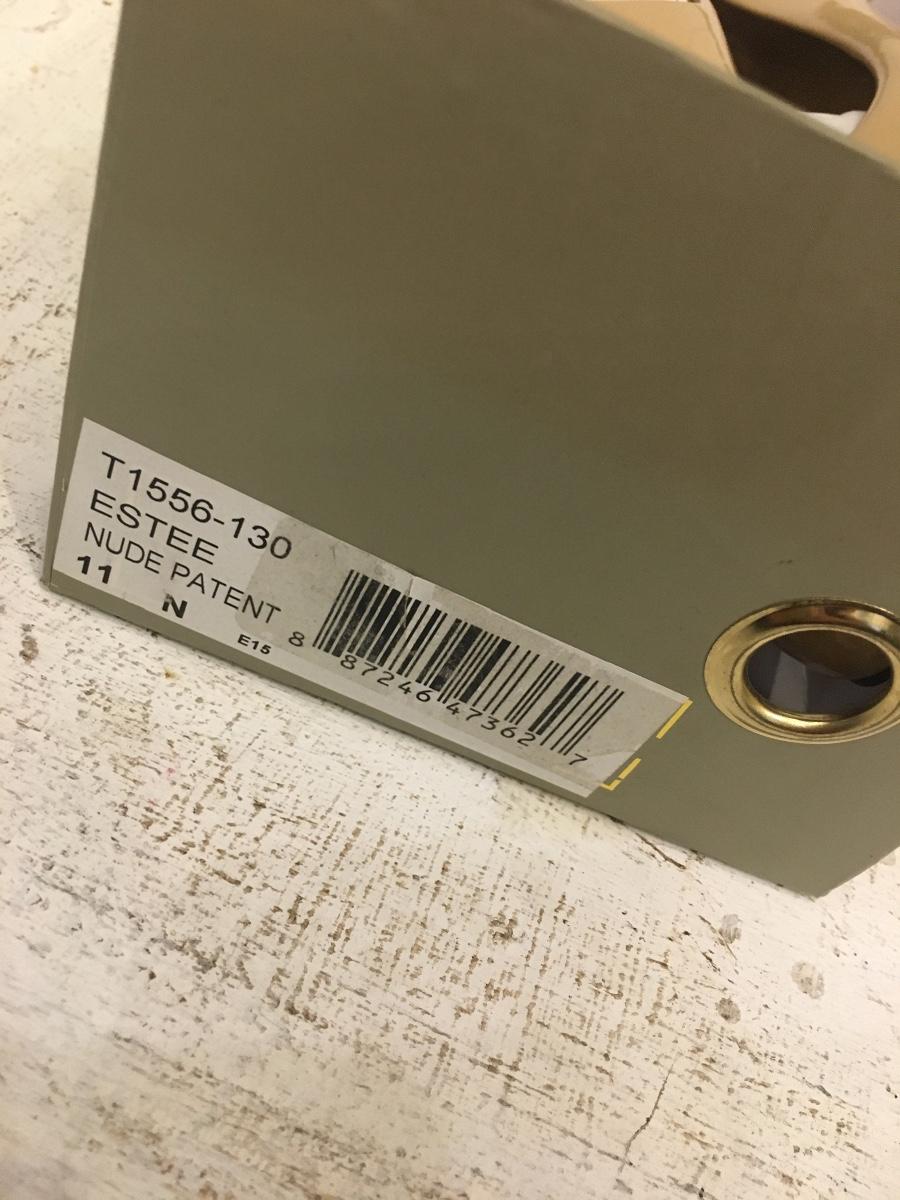 T1556-130
ESTEE
NUDE PATENT
11 N
E15
8 87246 47362 7